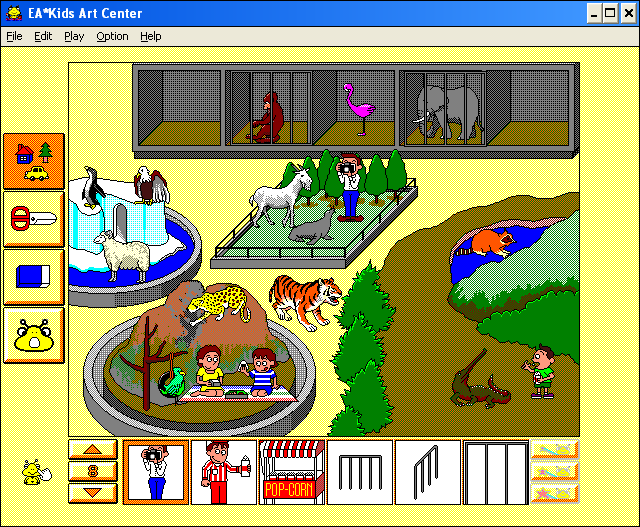 EA*Kids Art Center
File Edit Play Option Help
8
POP-CORN